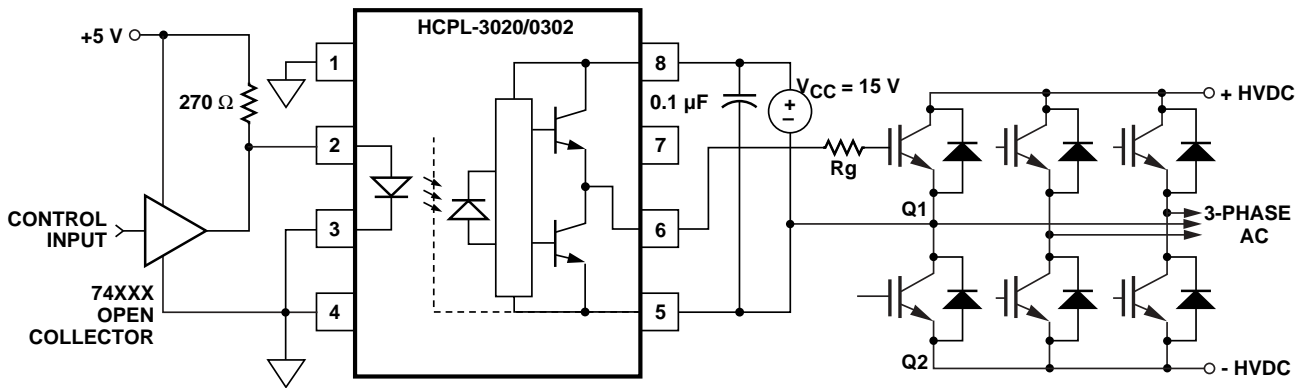 HCPL-3020/0302
+5 V
270 Ω
1
2
3
4
8
7
6
5
0.1 µF
VCC = 15 V
Rg
+ HVDC
Q1
3-PHASE
AC
CONTROL
INPUT
74XXX
OPEN
COLLECTOR
Q2
- HVDC
+
–